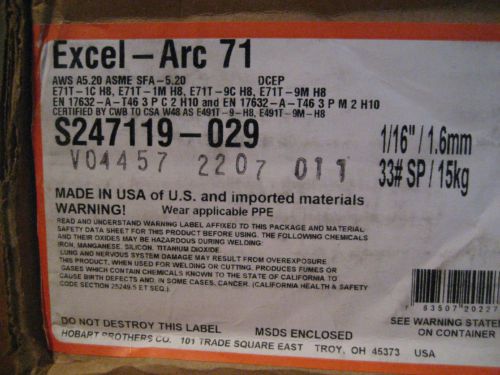 Excel-Arc 71
AWS A5.20 ASME SFA-5.20 DCEP
E71T-1C H8, E71T-1M H8, E71T-9C H8, E71T-9M H8
EN 17632-A-T46 3 P C 2 H10 and EN 17632-A-T46 3 P M 2 H10
CERTIFIED BY CWB TO CSA W48 AS E491T-9-H8, E491T-9M-H8
S247119-029
1/16" / 1.6mm
V04457 2207 011
33# SP / 15kg
MADE IN USA of U.S. and imported materials
WARNING! Wear applicable PPE
READ AND UNDERSTAND WARNING LABEL AFFIXED TO THIS PACKAGE AND MATERIAL
SAFETY DATA SHEET FOR THIS PRODUCT BEFORE USING. THE FOLLOWING CHEMICALS
AND THEIR OXIDES MAY BE HAZARDOUS DURING WELDING:
IRON, MANGANESE, SILICON, TITANIUM DIOXIDE.
LUNG AND NERVOUS SYSTEM DAMAGE MAY RESULT FROM OVEREXPOSURE
THIS PRODUCT, WHEN USED FOR WELDING OR CUTTING, PRODUCES FUMES OR
GASES WHICH CONTAIN CHEMICALS KNOWN TO THE STATE OF CALIFORNIA TO
CAUSE BIRTH DEFECTS AND, IN SOME CASES, CANCER. (CALIFORNIA HEALTH & SAFETY
CODE SECTION 25249.5 ET SEQ.)
63507 20227
DO NOT DESTROY THIS LABEL MSDS ENCLOSED
SEE WARNING STATEMEN
ON CONTAINER
HOBART BROTHERS CO. 101 TRADE SQUARE EAST TROY, OH 45373 USA